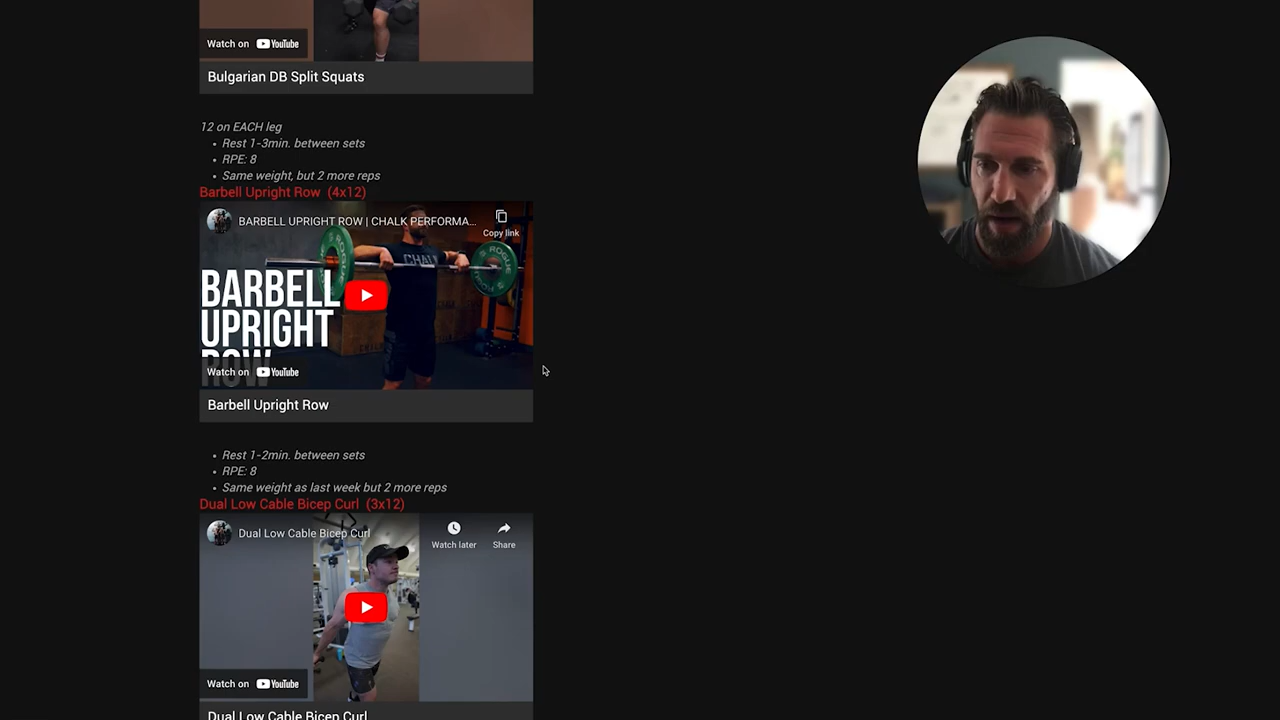 Watch on YouTube
Bulgarian DB Split Squats
12 on EACH leg
• Rest 1-3min. between sets
• RPE: 8
• Same weight, but 2 more reps
Barbell Upright Row (4x12)
BARBELL UPRIGHT ROW | CHALK PERFORMA...
Copy link
ROGUE
CHALK
ROGUE
BARBELL
UPRIGHT
ROW
Watch on YouTube
Barbell Upright Row
• Rest 1-2min. between sets
• RPE: 8
• Same weight as last week but 2 more reps
Dual Low Cable Bicep Curl (3x12)
Dual Low Cable Bicep Curl
Watch later
Share
Watch on YouTube
Dual Low Cable Bicep Curl